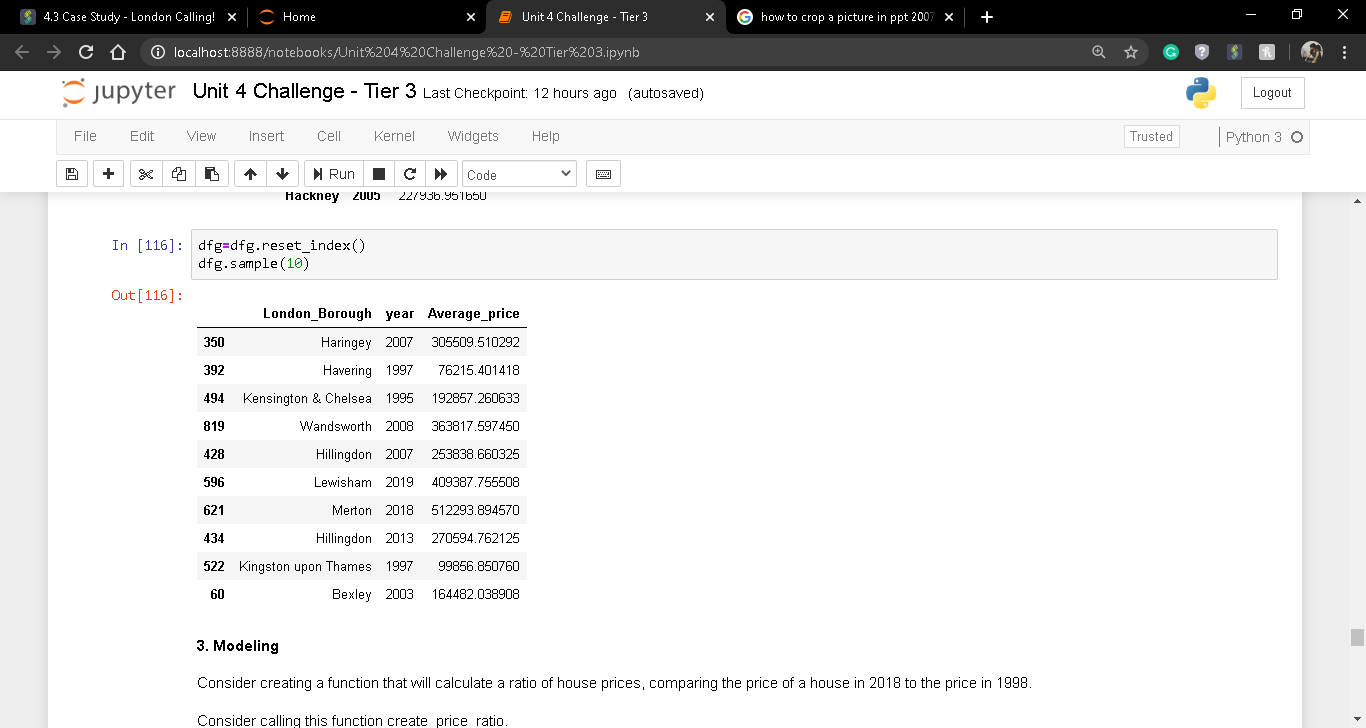 4.3 Case Study - London Calling!
Home
Unit 4 Challenge - Tier 3
how to crop a picture in ppt 2007
localhost:8888/notebooks/Unit%204%20Challenge%20-%20Tier%203.ipynb
jupyter Unit 4 Challenge - Tier 3 Last Checkpoint: 12 hours ago (autosaved)
Logout
File Edit View Insert Cell Kernel Widgets Help
Trusted
Python 3
Run
Code
Hackney 2005 227936.951650
In [116]: dfg=dfg.reset_index()
dfg.sample(10)
Out[116]:
London_Borough year Average_price
350 Haringey 2007 305509.510292
392 Havering 1997 76215.401418
494 Kensington & Chelsea 1995 192857.260633
819 Wandsworth 2008 363817.597450
428 Hillingdon 2007 253838.660325
596 Lewisham 2019 409387.755508
621 Merton 2018 512293.894570
434 Hillingdon 2013 270594.762125
522 Kingston upon Thames 1997 99856.850760
60 Bexley 2003 164482.038908
3. Modeling
Consider creating a function that will calculate a ratio of house prices, comparing the price of a house in 2018 to the price in 1998.
Consider calling this function create_price_ratio.